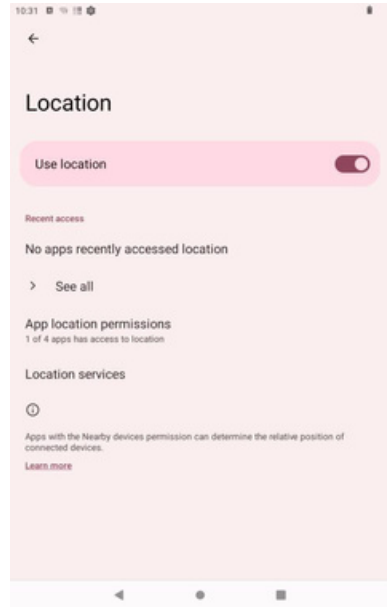 10:31
Location
Use location
Recent access
No apps recently accessed location
See all
App location permissions
1 of 4 apps has access to location
Location services
Apps with the Nearby devices permission can determine the relative position of
connected devices.
Learn more